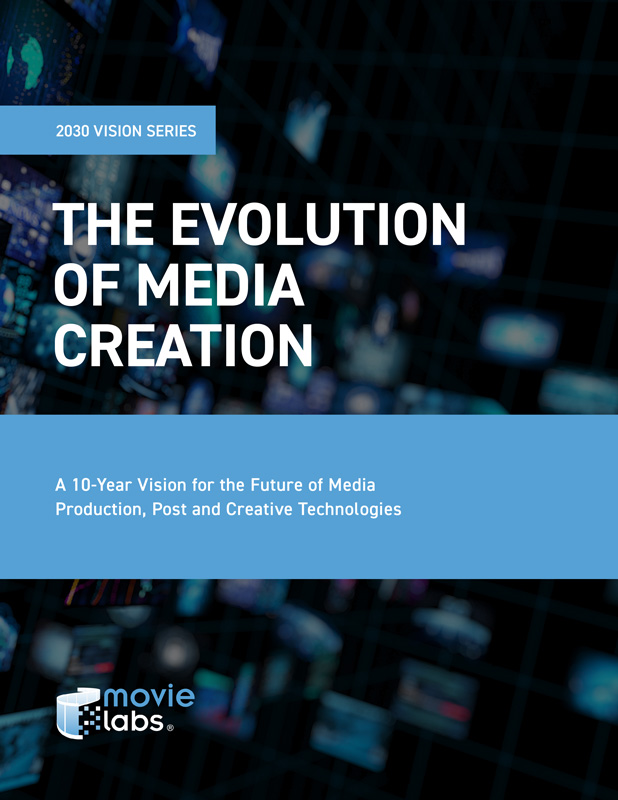 2030 VISION SERIES
THE EVOLUTION
OF MEDIA
CREATION
A 10-Year Vision for the Future of Media
Production, Post and Creative Technologies
movie
labs®